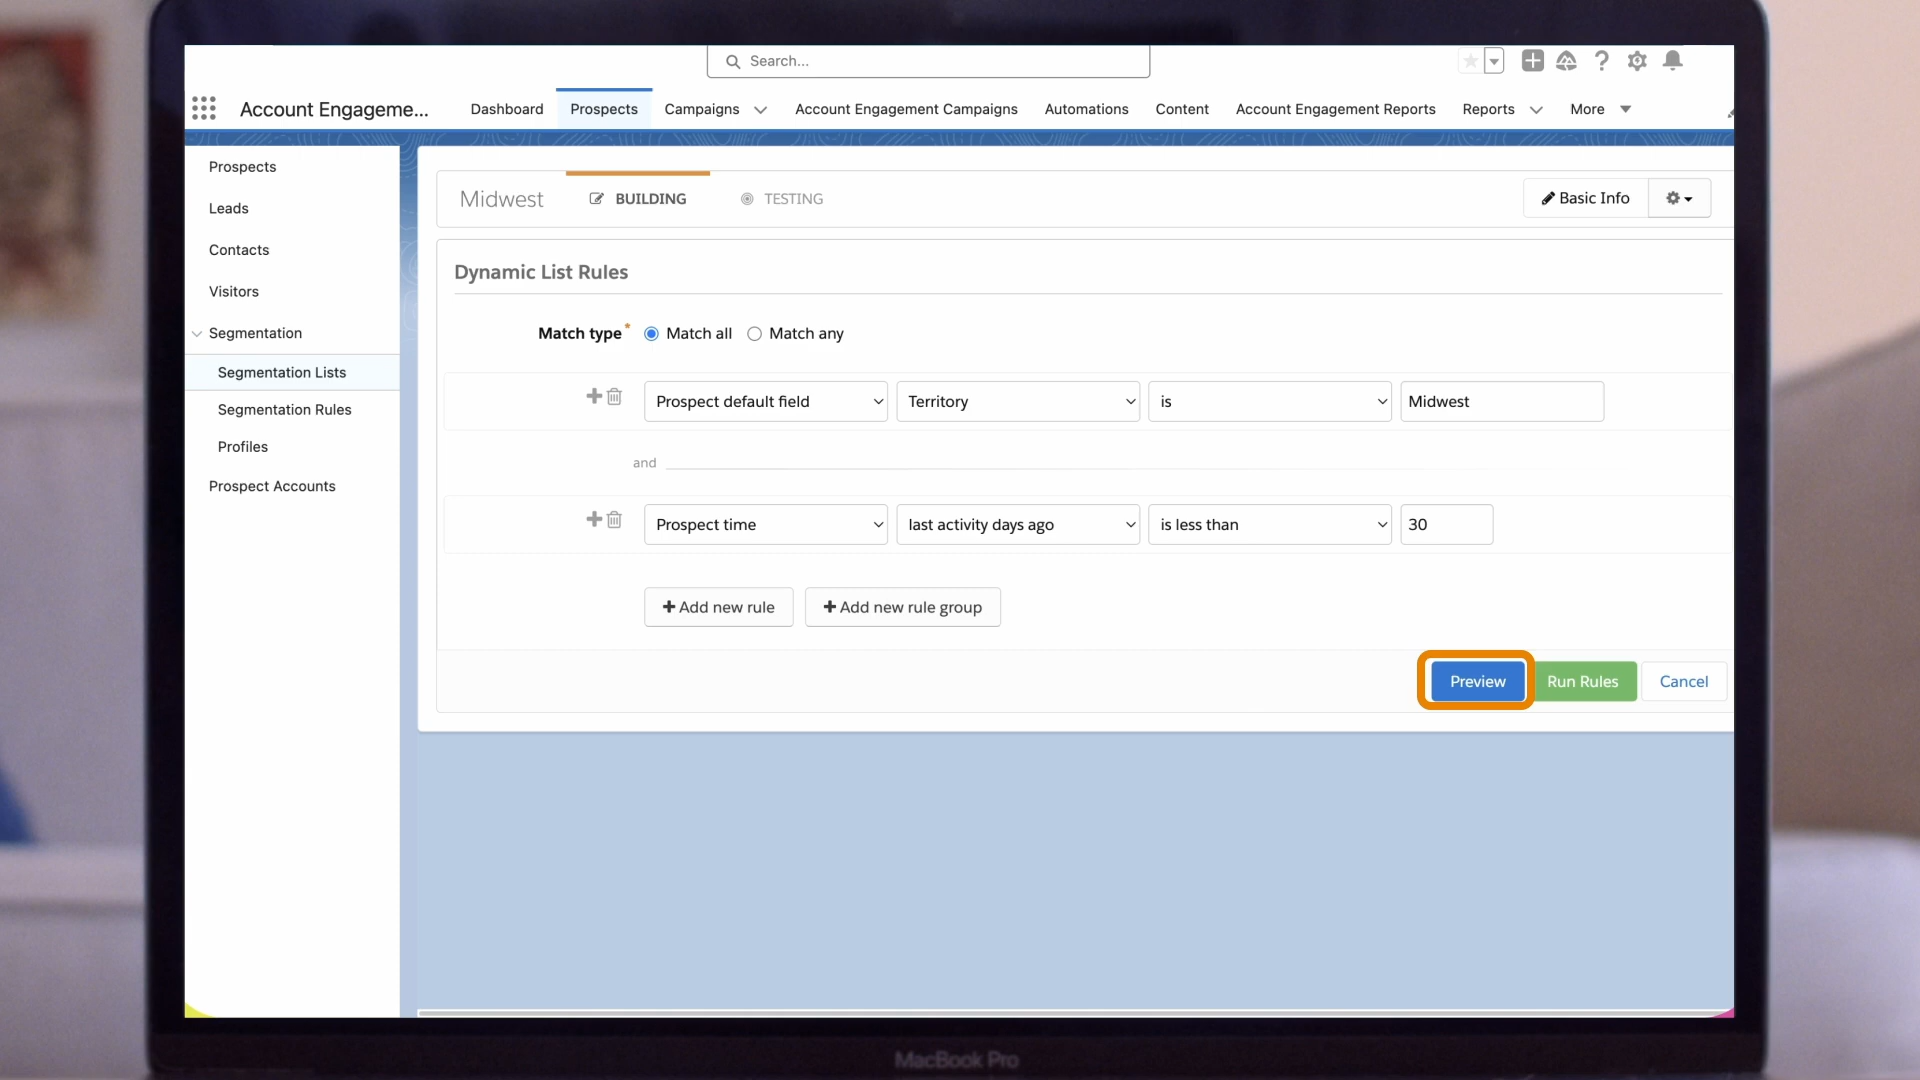 Search...
Account Engageme...
Dashboard
Prospects
Campaigns
Account Engagement Campaigns
Automations
Content
Account Engagement Reports
Reports
More
Prospects
Leads
Contacts
Visitors
Segmentation
Segmentation Lists
Segmentation Rules
Profiles
Prospect Accounts
Midwest
BUILDING
TESTING
Basic Info
Dynamic List Rules
Match type* Match all Match any
Prospect default field Territory is Midwest
and
Prospect time last activity days ago is less than 30
Add new rule Add new rule group
Preview Run Rules Cancel
MacBook Pro